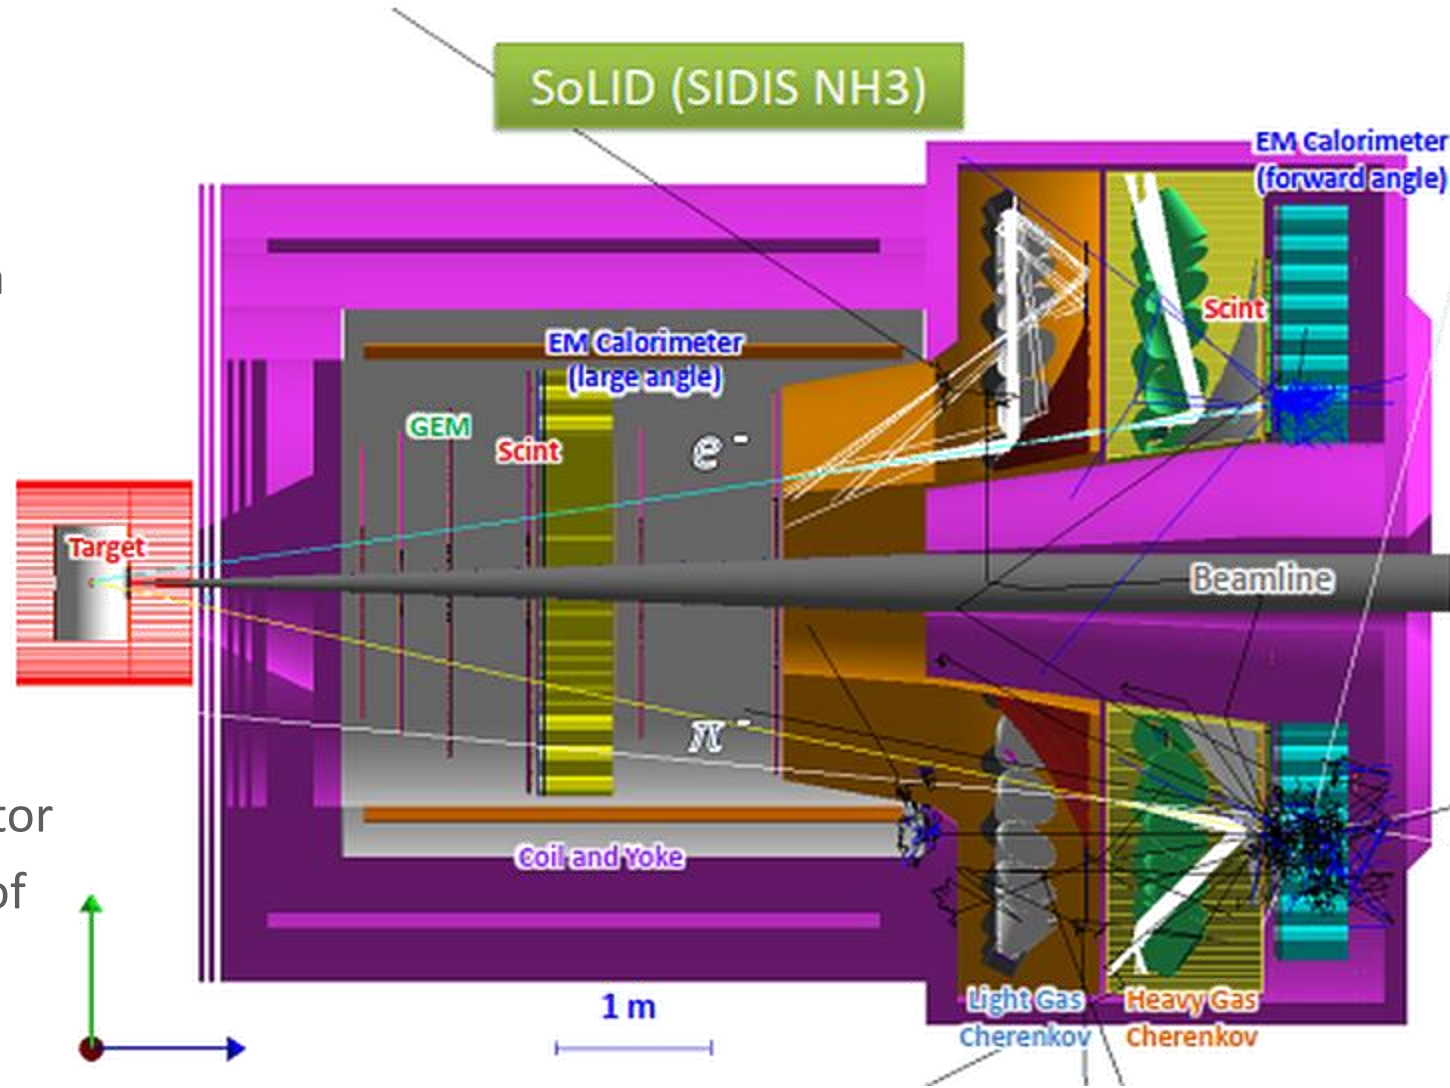 SoLID (SIDIS NH3)
EM Calorimeter
(forward angle)
Scint
EM Calorimeter
(large angle)
GEM
Scint
e⁻
Target
Beamline
π⁻
tor
of
Coil and Yoke
1 m
Light Gas
Cherenkov
Heavy Gas
Cherenkov